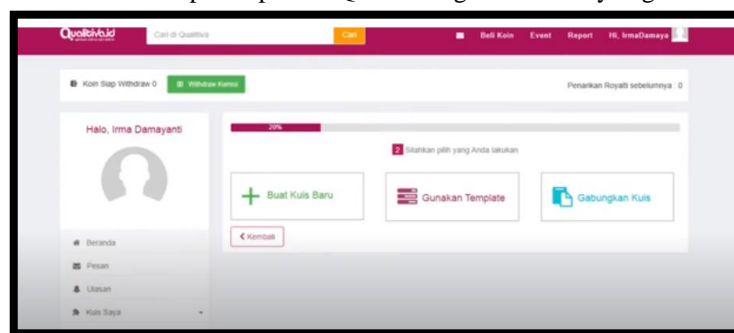 Qualitiva.id
Cari di Qualitiva
Cari
Beli Koin Event Report Hi, IrmaDamaya
Koin Siap Withdraw 0
Withdraw Komisi
Penarikan Royalti sebelumnya : 0
Halo, Irma Damayanti
20%
2 Silahkan pilih yang Anda lakukan
Buat Kuis Baru
Gunakan Template
Gabungkan Kuis
Kembali
Beranda
Pesan
Ulasan
Kuis Saya